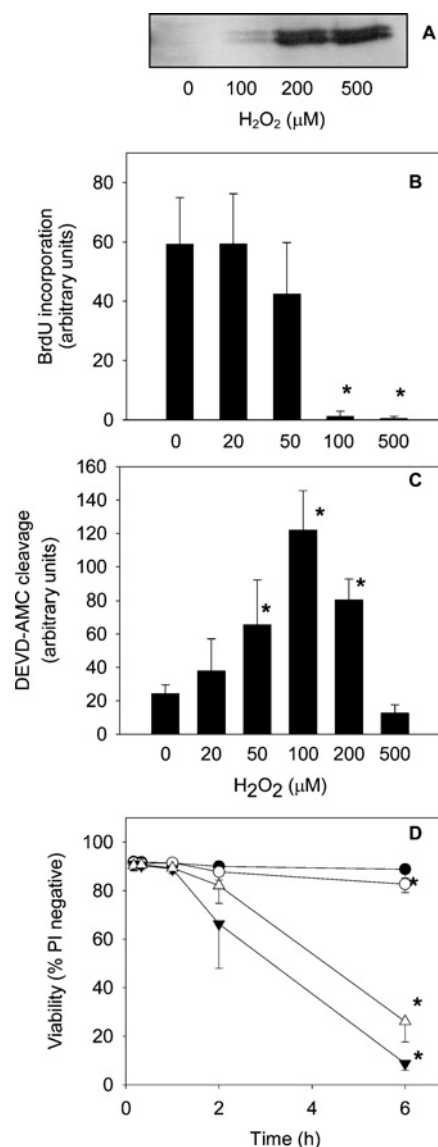 A
0 100 200 500
H₂O₂ (μM)
B
BrdU incorporation
(arbitrary units)
80
60
40
20
0
* *
0 20 50 100 500
C
DEVD-AMC cleavage
(arbitrary units)
160
140
120
100
80
60
40
20
0
* * *
0 20 50 100 200 500
H₂O₂ (μM)
D
Viability (% PI negative)
100
80
60
40
20
0
*
*
*
0 2 4 6
Time (h)